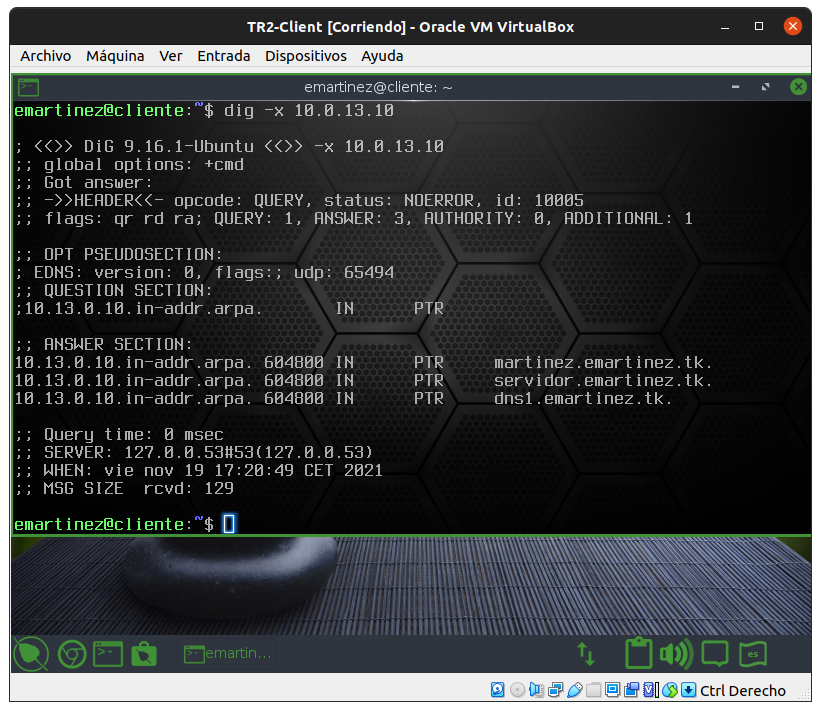 TR2-Client [Corriendo] - Oracle VM VirtualBox
Archivo Máquina Ver Entrada Dispositivos Ayuda
emartinez@cliente: ~
emartinez@cliente:~$ dig -x 10.0.13.10
; <<>> DiG 9.16.1-Ubuntu <<>> -x 10.0.13.10
;; global options: +cmd
;; Got answer:
;; ->>HEADER<<- opcode: QUERY, status: NOERROR, id: 10005
;; flags: qr rd ra; QUERY: 1, ANSWER: 3, AUTHORITY: 0, ADDITIONAL: 1
;; OPT PSEUDOSECTION:
; EDNS: version: 0, flags:; udp: 65494
;; QUESTION SECTION:
;10.13.0.10.in-addr.arpa. IN PTR
;; ANSWER SECTION:
10.13.0.10.in-addr.arpa. 604800 IN PTR martinez.emartinez.tk.
10.13.0.10.in-addr.arpa. 604800 IN PTR servidor.emartinez.tk.
10.13.0.10.in-addr.arpa. 604800 IN PTR dns1.emartinez.tk.
;; Query time: 0 msec
;; SERVER: 127.0.0.53#53(127.0.0.53)
;; WHEN: vie nov 19 17:20:49 CET 2021
;; MSG SIZE rcvd: 129
emartinez@cliente:~$
emartin...
es
Ctrl Derecho